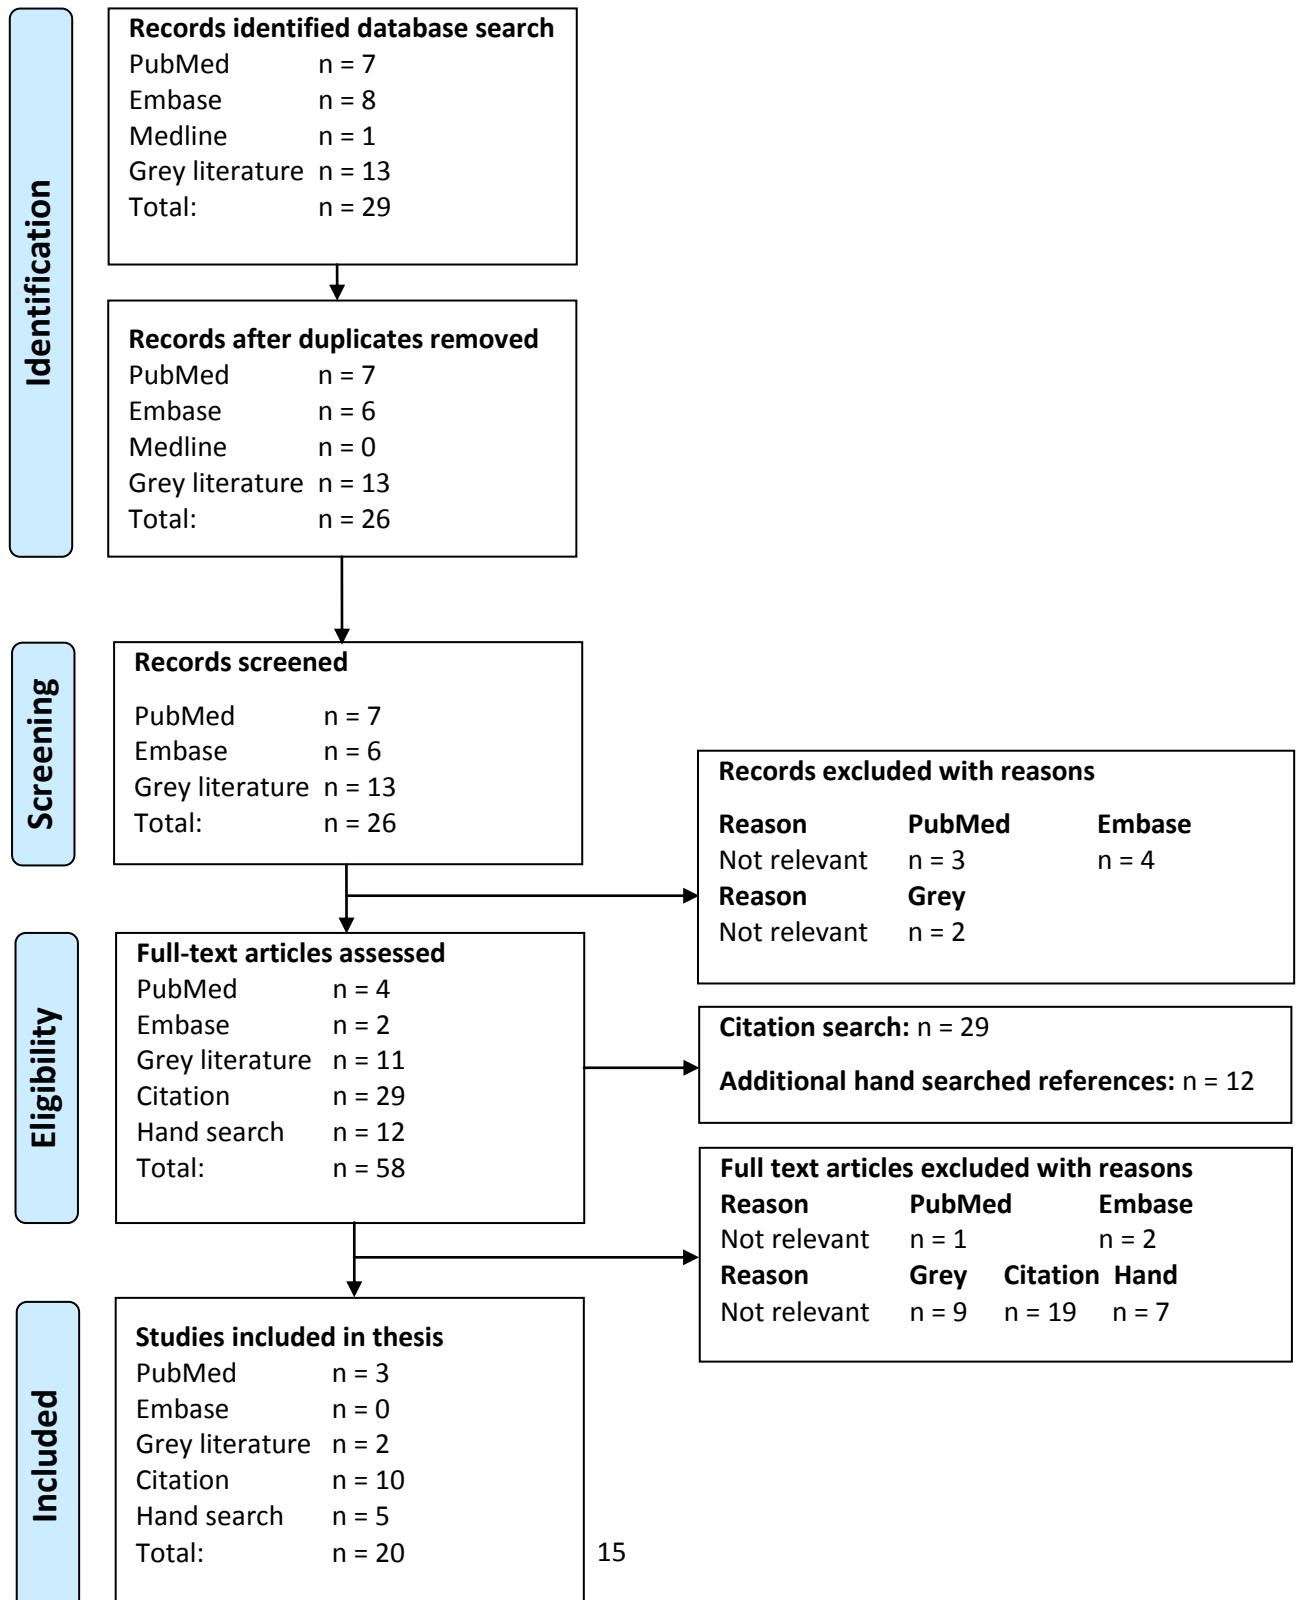 Identification
Records identified database search
PubMed n = 7
Embase n = 8
Medline n = 1
Grey literature n = 13
Total: n = 29
Records after duplicates removed
PubMed n = 7
Embase n = 6
Medline n = 0
Grey literature n = 13
Total: n = 26
Screening
Records screened
PubMed n = 7
Embase n = 6
Grey literature n = 13
Total: n = 26
Records excluded with reasons
Reason PubMed Embase
Not relevant n = 3 n = 4
Reason Grey
Not relevant n = 2
Eligibility
Full-text articles assessed
PubMed n = 4
Embase n = 2
Grey literature n = 11
Citation n = 29
Hand search n = 12
Total: n = 58
Citation search: n = 29
Additional hand searched references: n = 12
Full text articles excluded with reasons
Reason PubMed Embase
Not relevant n = 1 n = 2
Reason Grey Citation Hand
Not relevant n = 9 n = 19 n = 7
Included
Studies included in thesis
PubMed n = 3
Embase n = 0
Grey literature n = 2
Citation n = 10
Hand search n = 5
Total: n = 20
15